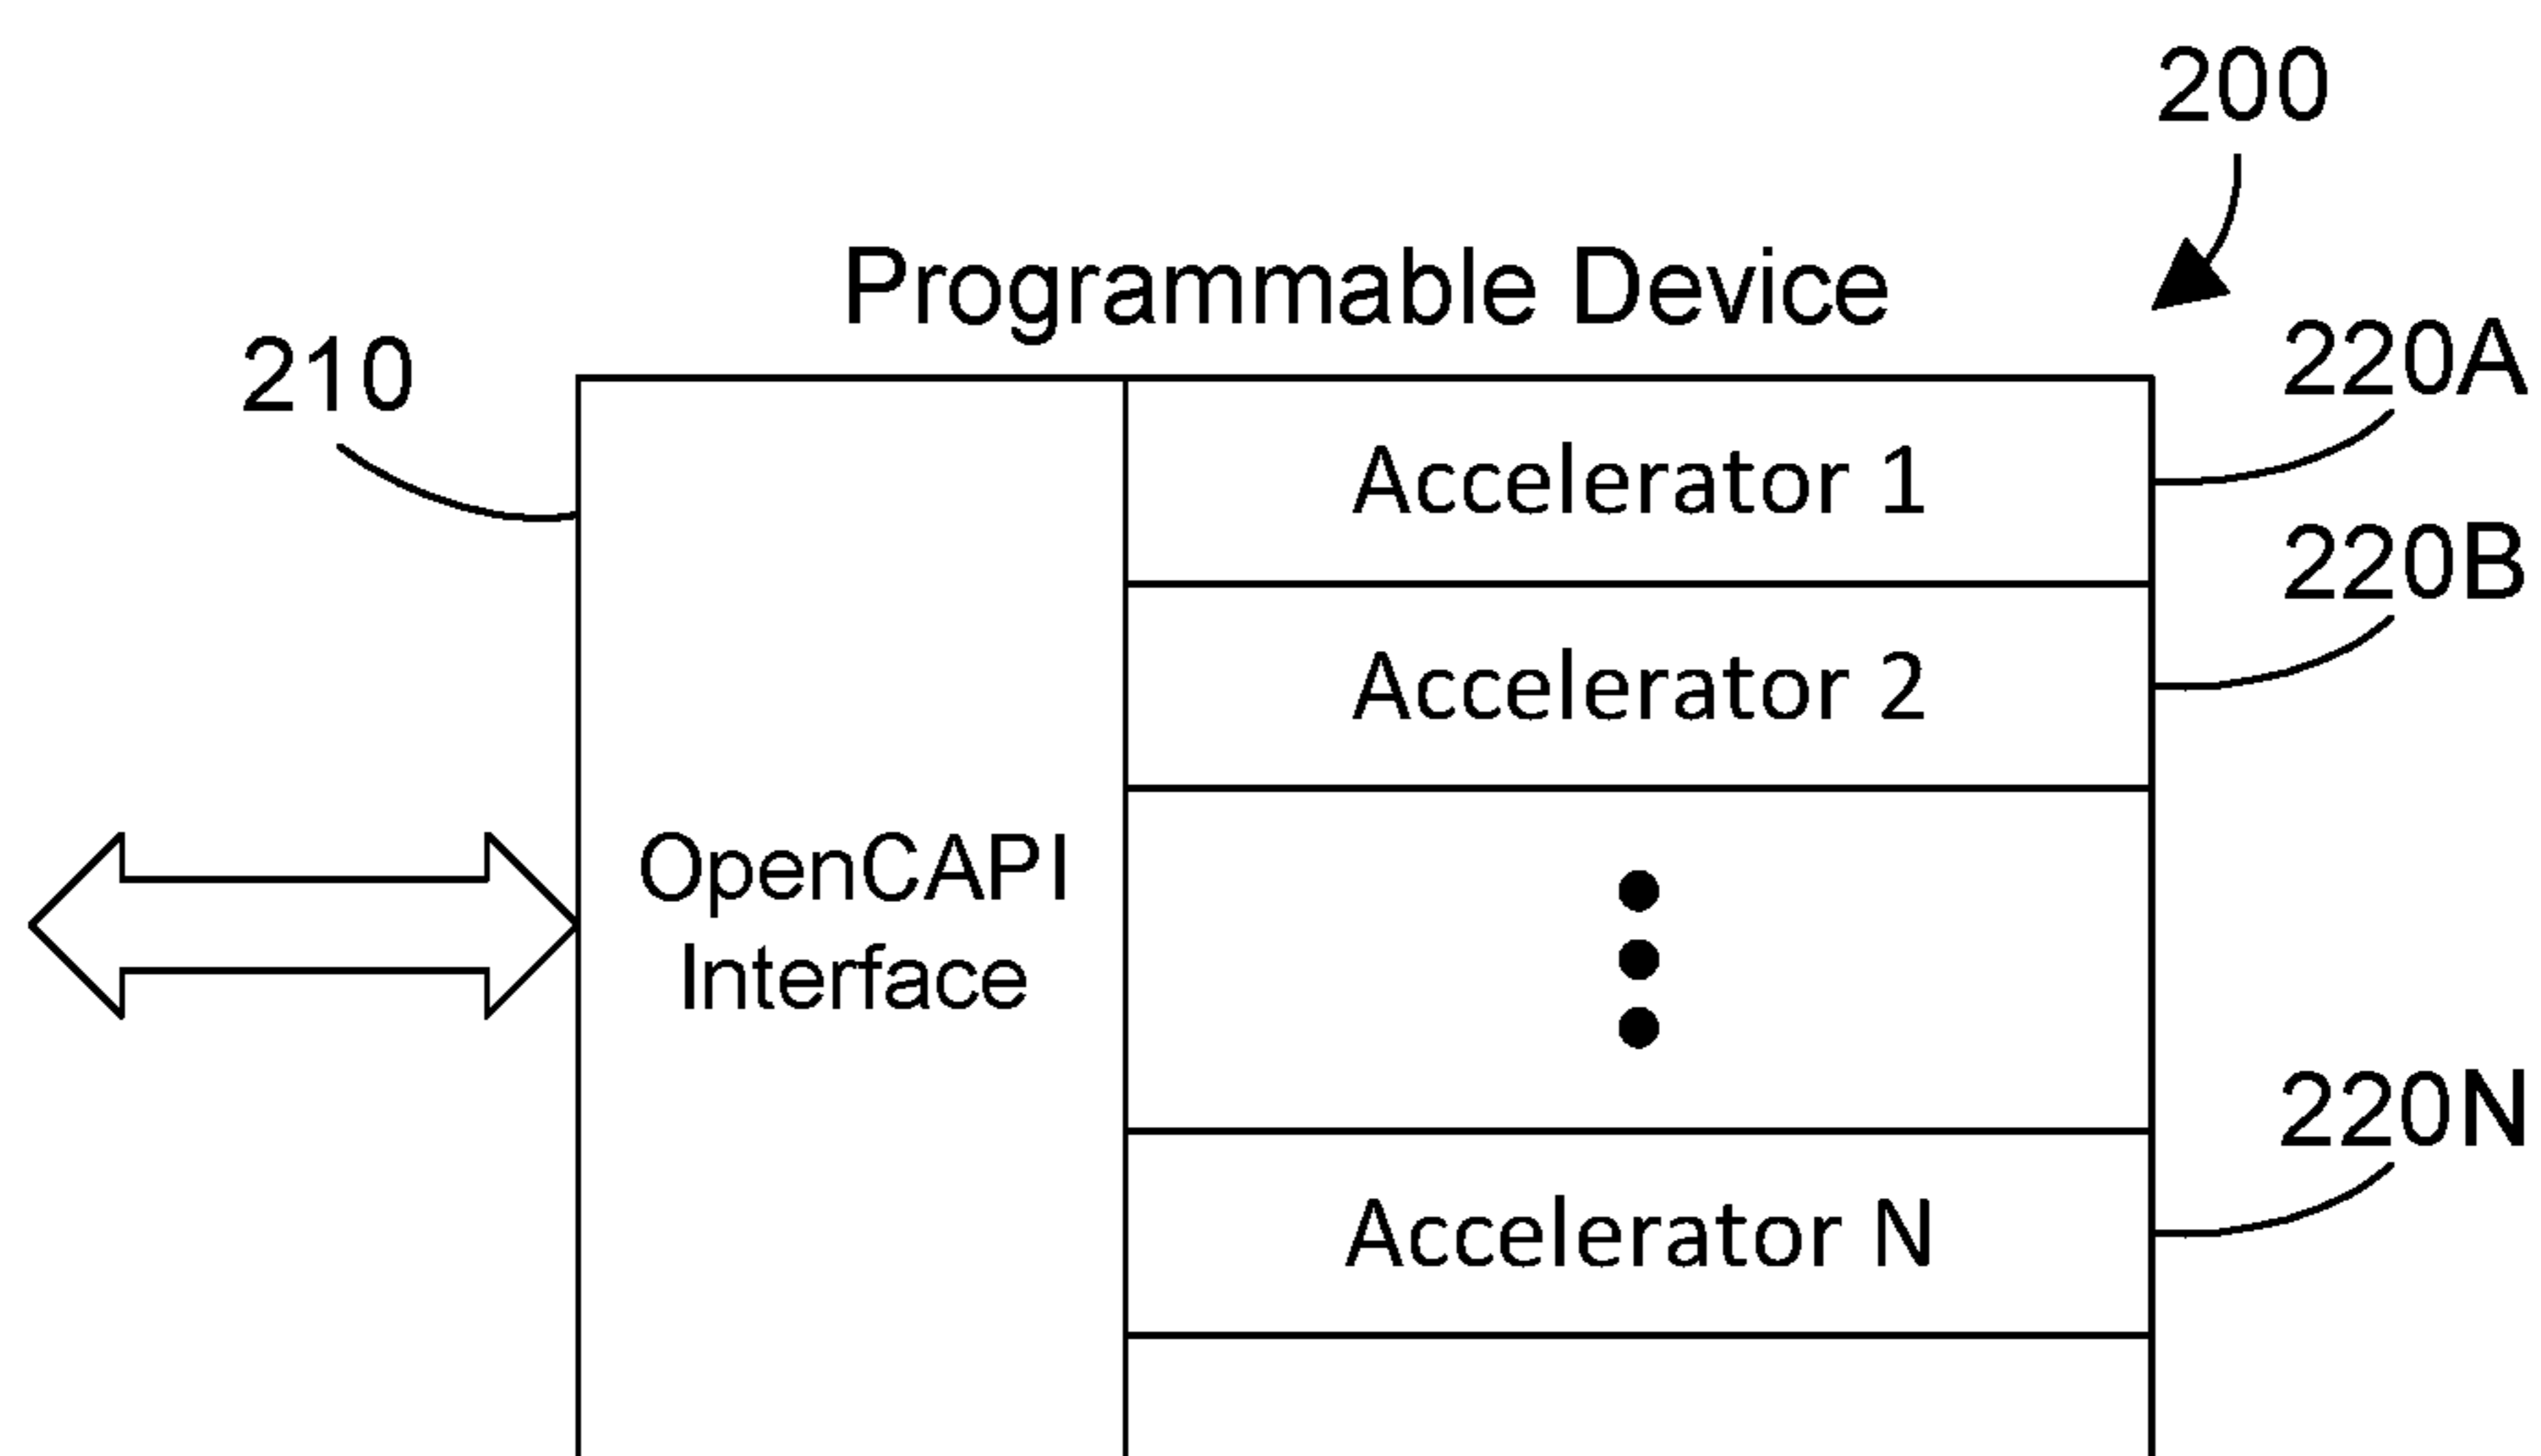 200
Programmable Device
210
220A
Accelerator 1
220B
Accelerator 2
OpenCAPI
Interface
220N
Accelerator N